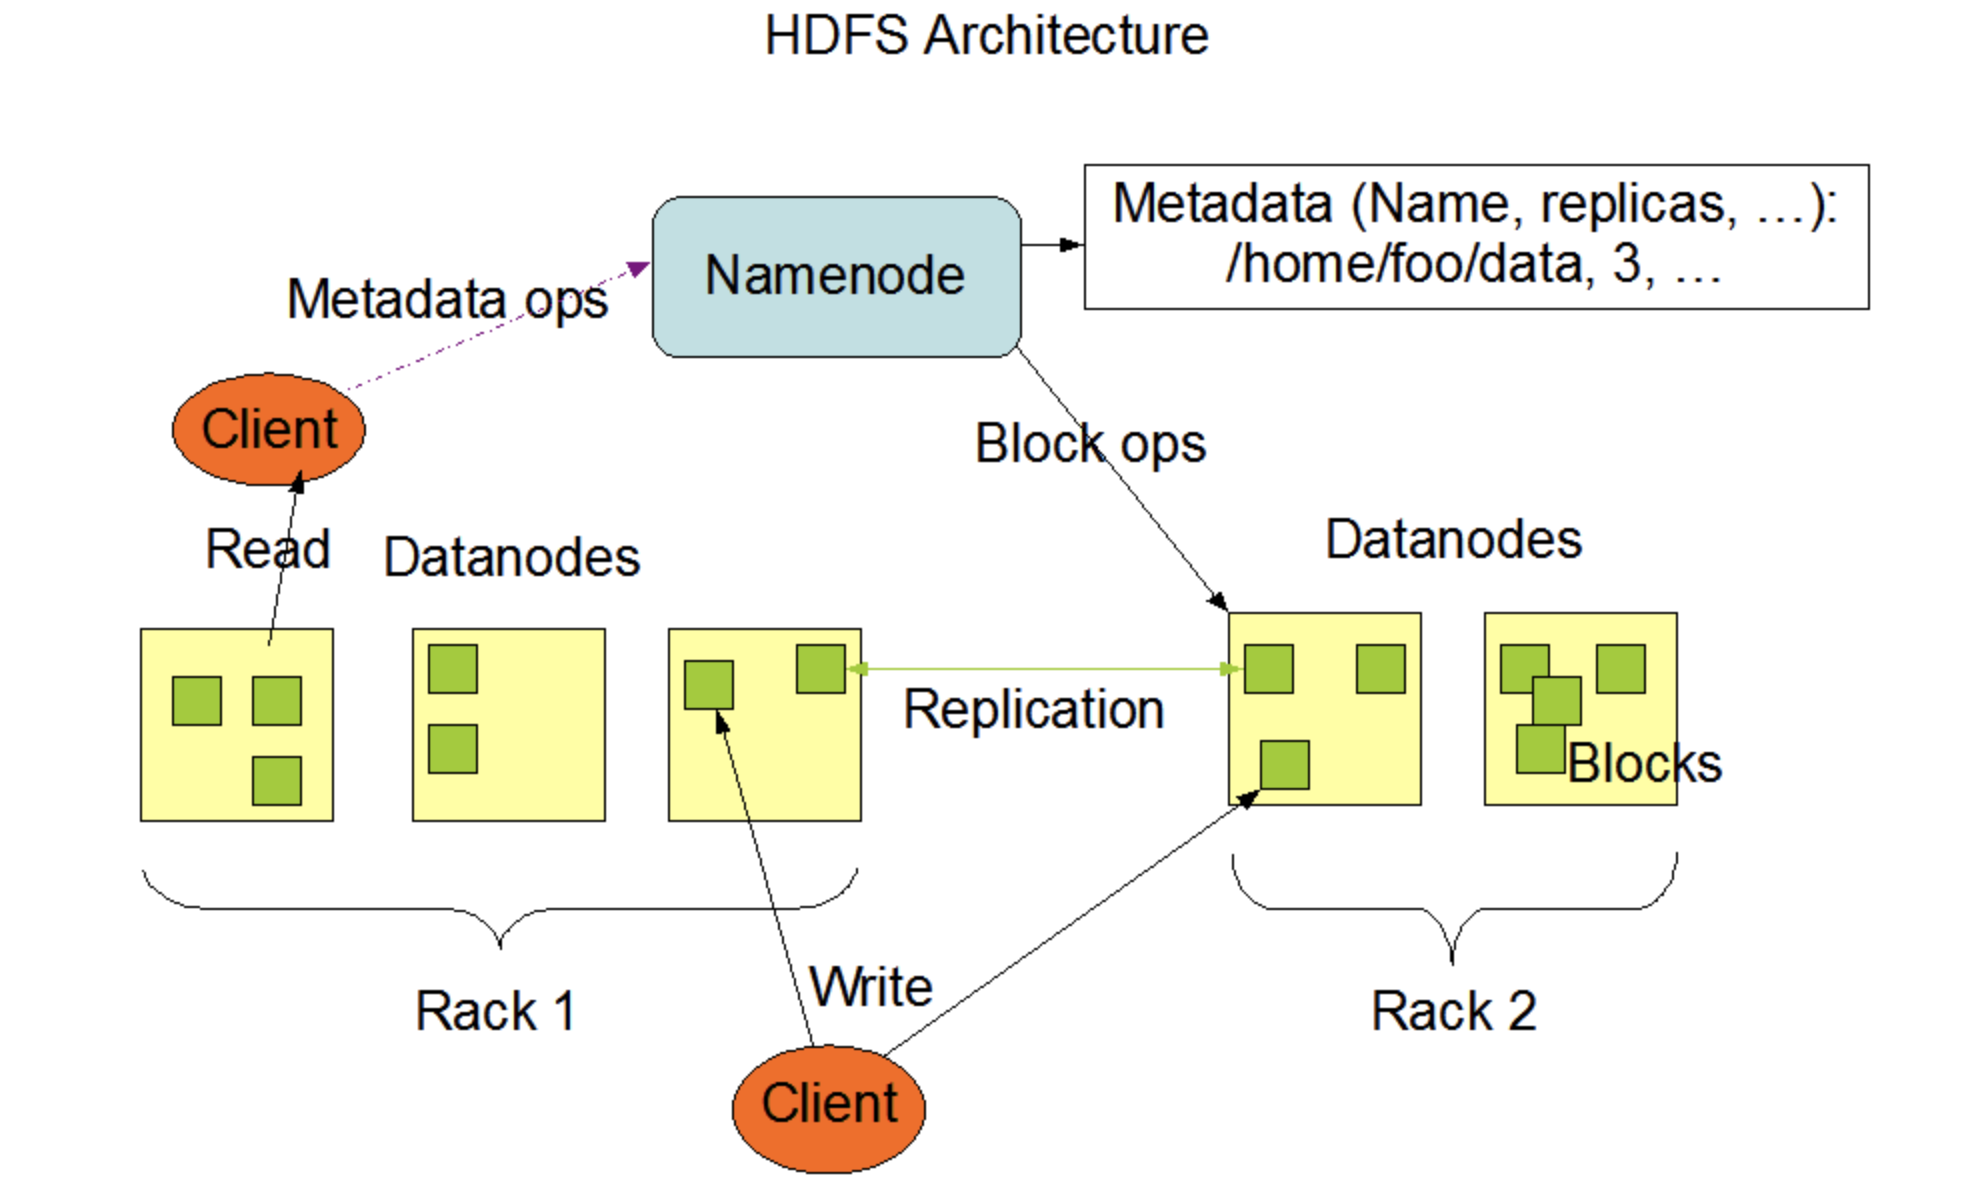 HDFS Architecture
Metadata (Name, replicas, …):
/home/foo/data, 3, …
Namenode
Metadata ops
Client
Block ops
Read
Datanodes
Datanodes
Replication
Blocks
Write
Rack 1
Rack 2
Client